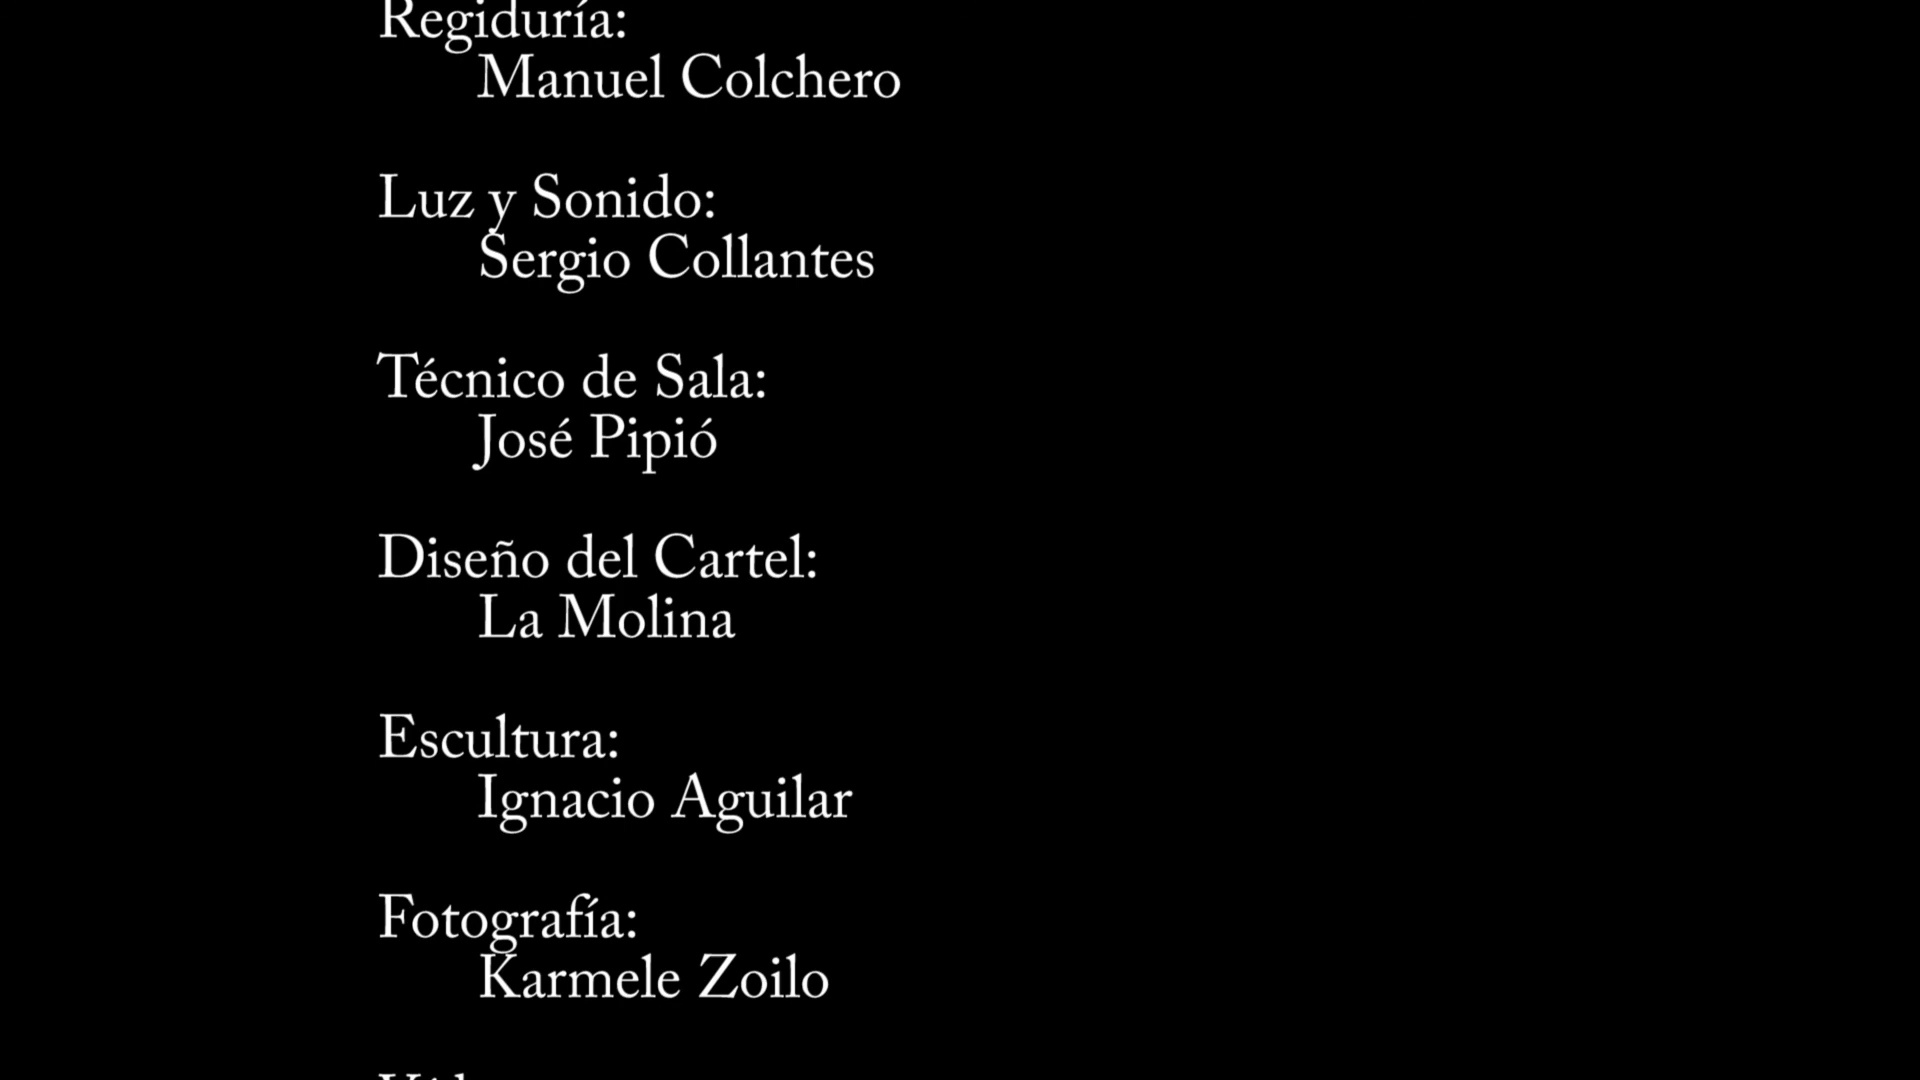 Regiduría:
Manuel Colchero
Luz y Sonido:
Sergio Collantes
Técnico de Sala:
José Pipió
Diseño del Cartel:
La Molina
Escultura:
Ignacio Aguilar
Fotografía:
Karmele Zoilo